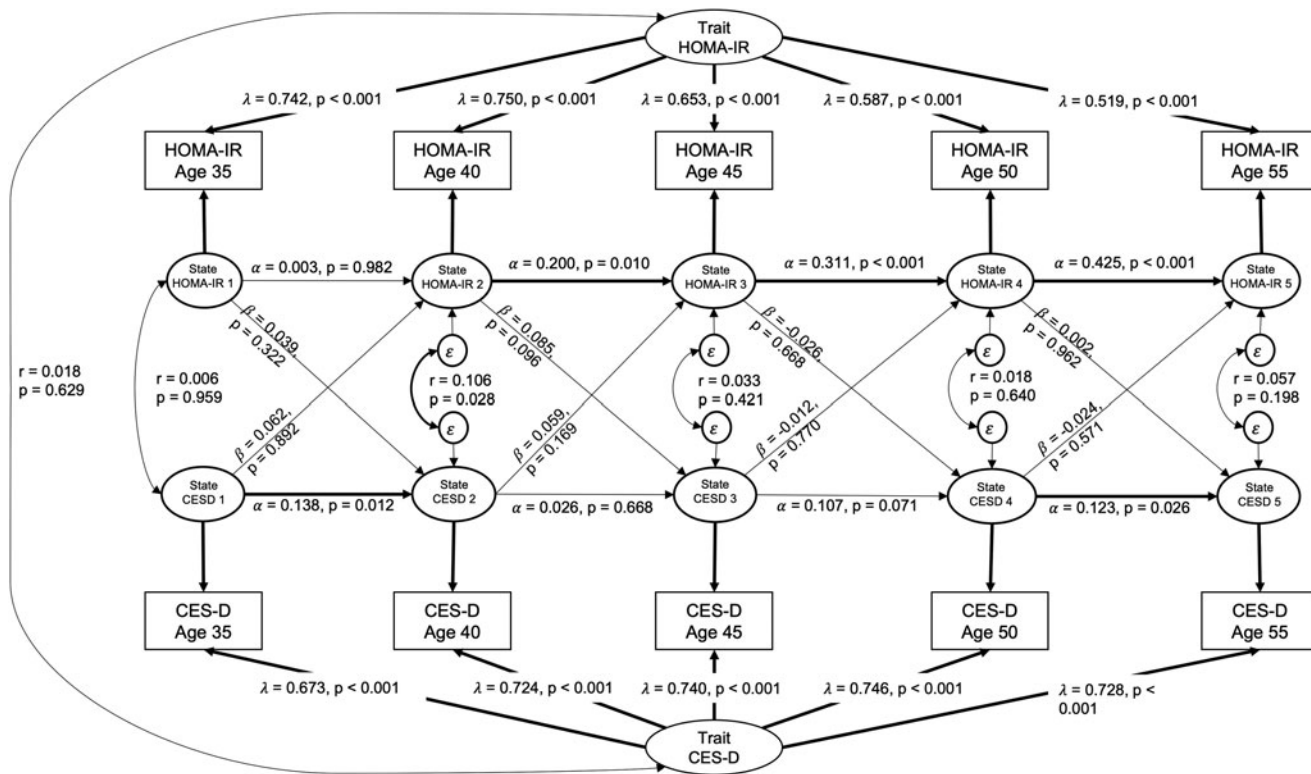 Trait
HOMA-IR
λ = 0.742, p < 0.001
λ = 0.750, p < 0.001
λ = 0.653, p < 0.001
λ = 0.587, p < 0.001
λ = 0.519, p < 0.001
HOMA-IR
Age 35
HOMA-IR
Age 40
HOMA-IR
Age 45
HOMA-IR
Age 50
HOMA-IR
Age 55
State
HOMA-IR 1
α = 0.003, p = 0.982
State
HOMA-IR 2
α = 0.200, p = 0.010
State
HOMA-IR 3
α = 0.311, p < 0.001
State
HOMA-IR 4
α = 0.425, p < 0.001
State
HOMA-IR 5
β = 0.039,
p = 0.322
β = 0.085,
p = 0.096
β = -0.026,
p = 0.668
β = 0.002,
p = 0.962
r = 0.018
p = 0.629
r = 0.006
p = 0.959
ε
r = 0.106
p = 0.028
ε
ε
r = 0.033
p = 0.421
ε
ε
r = 0.018
p = 0.640
ε
ε
r = 0.057
p = 0.198
ε
β = 0.062,
p = 0.892
β = 0.059,
p = 0.169
β = -0.012,
p = 0.770
β = -0.024,
p = 0.571
State
CESD 1
α = 0.138, p = 0.012
State
CESD 2
α = 0.026, p = 0.668
State
CESD 3
α = 0.107, p = 0.071
State
CESD 4
α = 0.123, p = 0.026
State
CESD 5
CES-D
Age 35
CES-D
Age 40
CES-D
Age 45
CES-D
Age 50
CES-D
Age 55
λ = 0.673, p < 0.001
λ = 0.724, p < 0.001
λ = 0.740, p < 0.001
λ = 0.746, p < 0.001
λ = 0.728, p <
0.001
Trait
CES-D